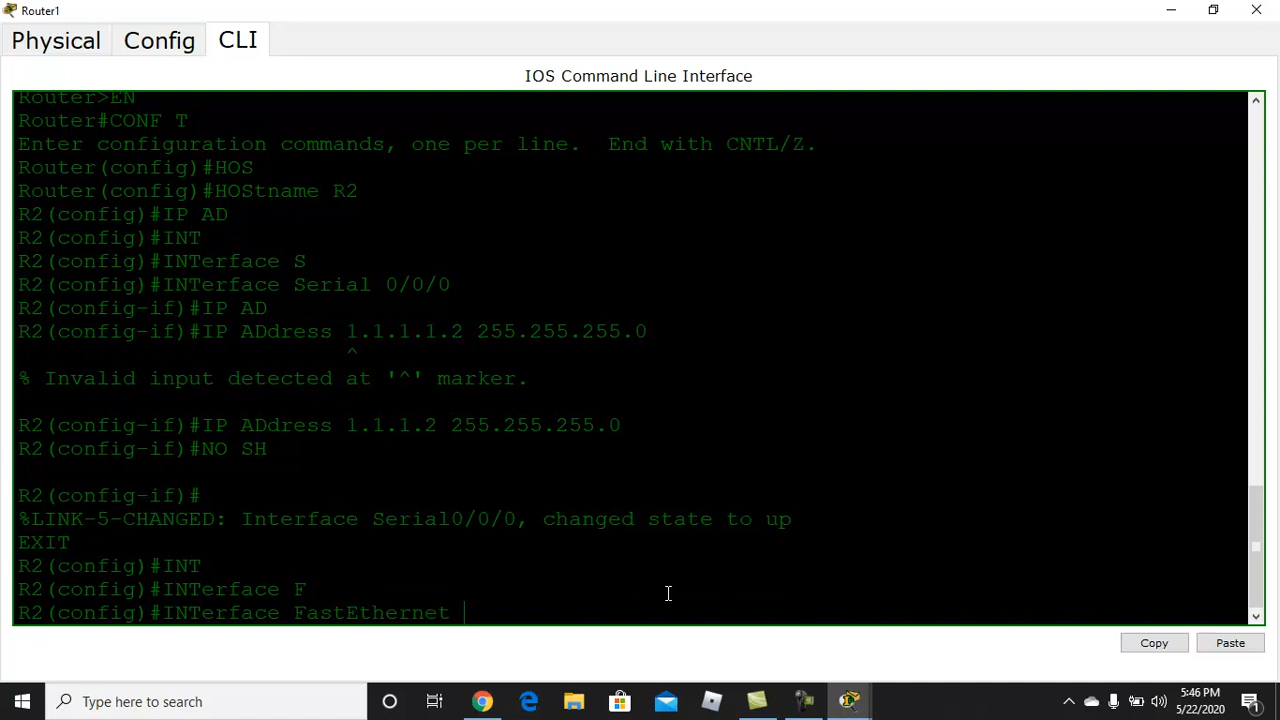 Router1
Physical Config CLI
IOS Command Line Interface
Router>EN
Router#CONF T
Enter configuration commands, one per line.  End with CNTL/Z.
Router(config)#HOS
Router(config)#HOStname R2
R2(config)#IP AD
R2(config)#INT
R2(config)#INTerface S
R2(config)#INTerface Serial 0/0/0
R2(config-if)#IP AD
R2(config-if)#IP ADdress 1.1.1.1.2 255.255.255.0
^
% Invalid input detected at '^' marker.
R2(config-if)#IP ADdress 1.1.1.2 255.255.255.0
R2(config-if)#NO SH
R2(config-if)#
%LINK-5-CHANGED: Interface Serial0/0/0, changed state to up
EXIT
R2(config)#INT
R2(config)#INTerface F
R2(config)#INTerface FastEthernet
Copy Paste
Type here to search
5:46 PM
5/22/2020
1